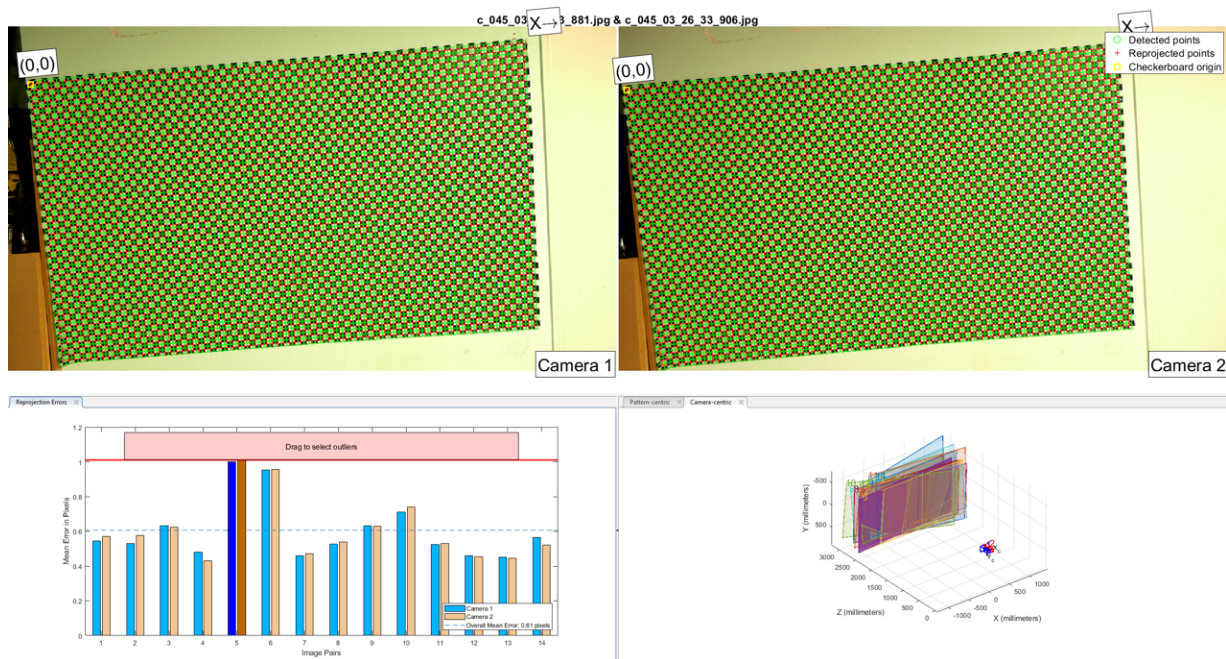 c_045_03
3_881.jpg & c_045_03_26_33_906.jpg
X→
X→
(0,0)
(0,0)
Detected points
Reprojected points
Checkerboard origin
Camera 1
Camera 2
Reprojection Errors
Pattern-centric
Camera-centric
Drag to select outliers
Mean Error in Pixels
1.2
1
0.8
0.6
0.4
0.2
0
1 2 3 4 5 6 7 8 9 10 11 12 13 14
Image Pairs
Camera 1
Camera 2
Overall Mean Error: 0.61 pixels
Y (millimeters)
-500
0
500
3000
2500
2000
1500
1000
500
0
Z (millimeters)
-1000
-500
0
500
1000
X (millimeters)